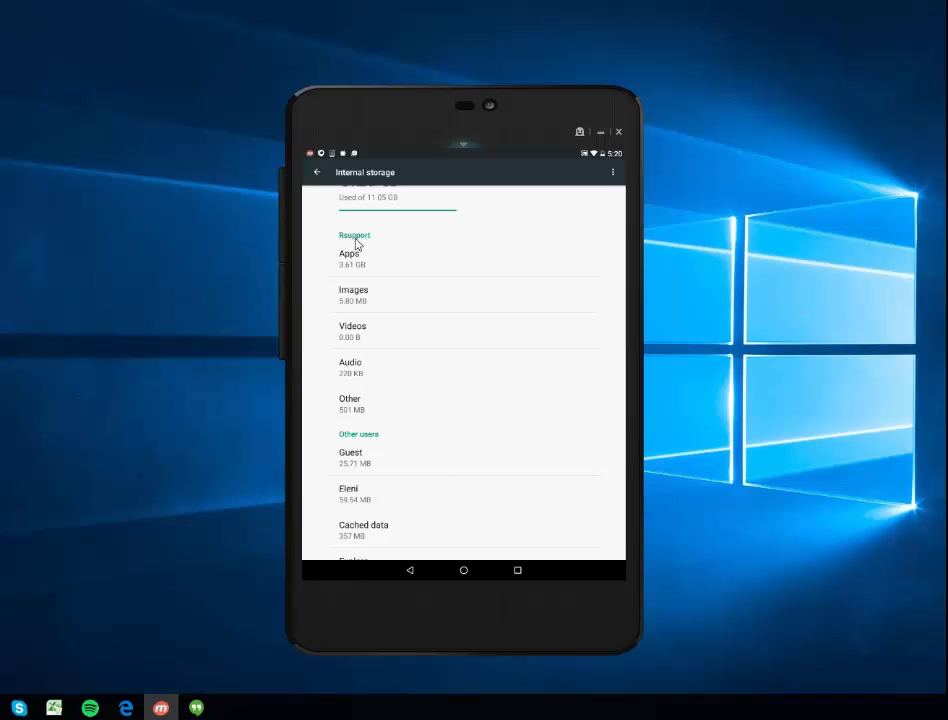 5:20
Internal storage
Used of 11.05 GB
Rsupport
Apps
3.61 GB
Images
5.80 MB
Videos
0.00 B
Audio
220 KB
Other
501 MB
Other users
Guest
25.71 MB
Eleni
59.54 MB
Cached data
357 MB